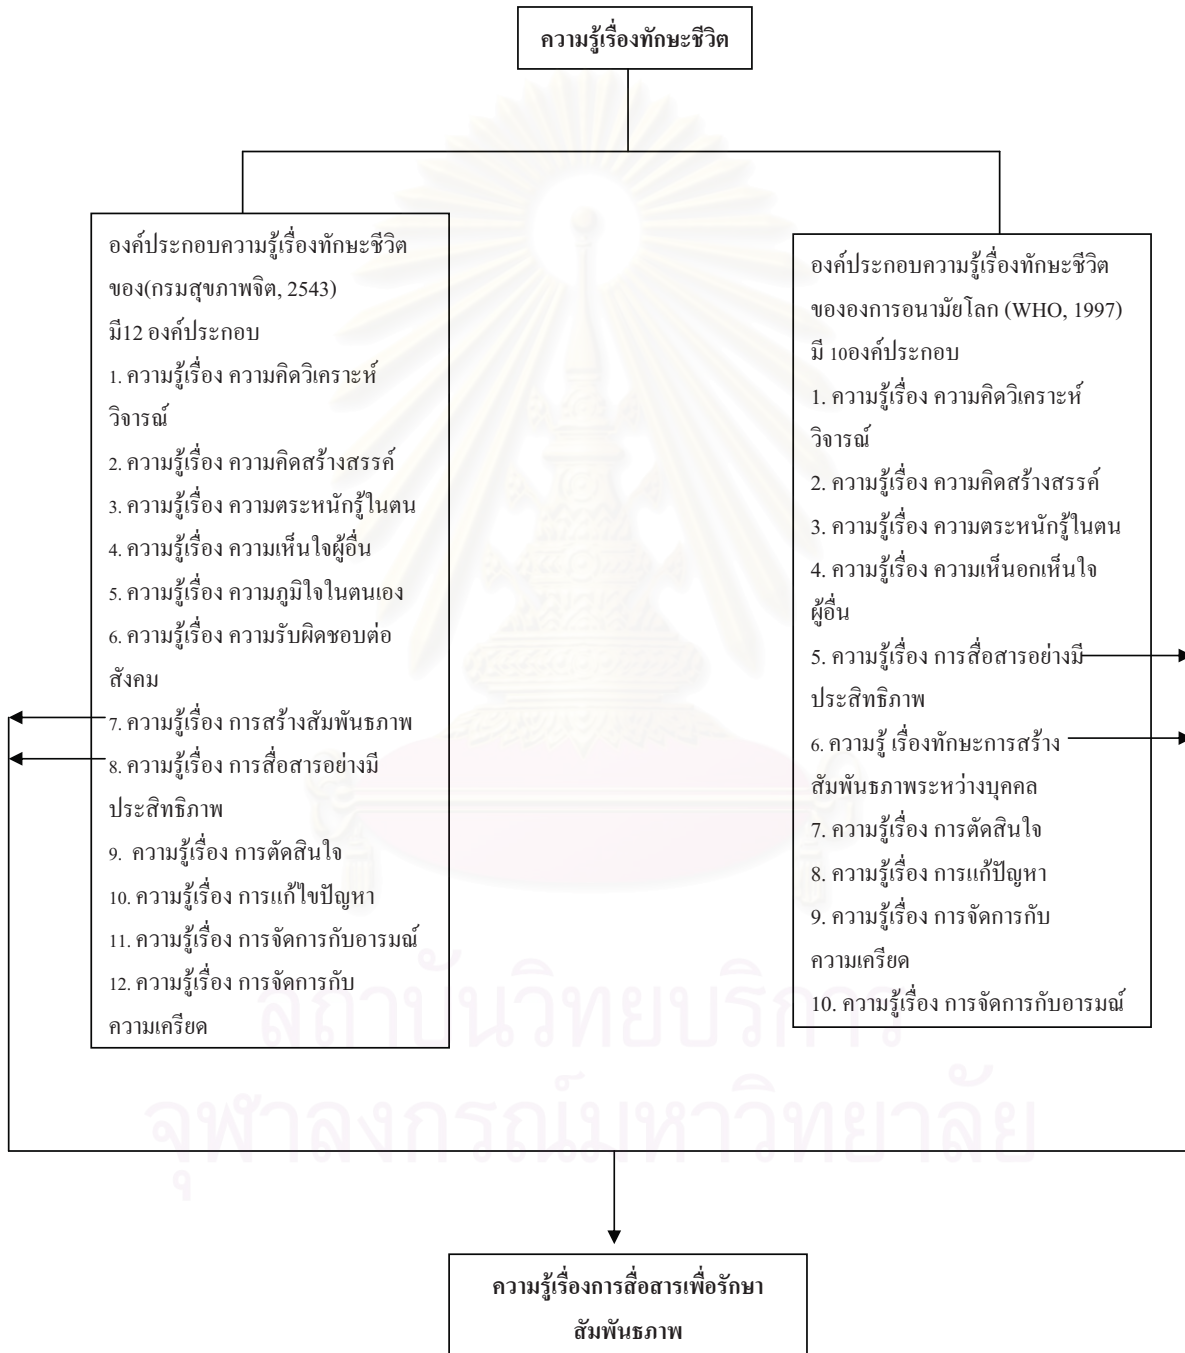 ความรู้เรื่องทักษะชีวิต
องค์ประกอบความรู้เรื่องทักษะชีวิต
ของ(กรมสุขภาพจิต, 2543)
มี12 องค์ประกอบ
1. ความรู้เรื่อง ความคิดวิเคราะห์
วิจารณ์
2. ความรู้เรื่อง ความคิดสร้างสรรค์
3. ความรู้เรื่อง ความตระหนักรู้ในตน
4. ความรู้เรื่อง ความเห็นใจผู้อื่น
5. ความรู้เรื่อง ความภูมิใจในตนเอง
6. ความรู้เรื่อง ความรับผิดชอบต่อ
สังคม
7. ความรู้เรื่อง การสร้างสัมพันธภาพ
8. ความรู้เรื่อง การสื่อสารอย่างมี
ประสิทธิภาพ
9. ความรู้เรื่อง การตัดสินใจ
10. ความรู้เรื่อง การแก้ไขปัญหา
11. ความรู้เรื่อง การจัดการกับอารมณ์
12. ความรู้เรื่อง การจัดการกับ
ความเครียด
องค์ประกอบความรู้เรื่องทักษะชีวิต
ขององการอนามัยโลก (WHO, 1997)
มี 10องค์ประกอบ
1. ความรู้เรื่อง ความคิดวิเคราะห์
วิจารณ์
2. ความรู้เรื่อง ความคิดสร้างสรรค์
3. ความรู้เรื่อง ความตระหนักรู้ในตน
4. ความรู้เรื่อง ความเห็นอกเห็นใจ
ผู้อื่น
5. ความรู้เรื่อง การสื่อสารอย่างมี
ประสิทธิภาพ
6. ความรู้ เรื่องทักษะการสร้าง
สัมพันธภาพระหว่างบุคคล
7. ความรู้เรื่อง การตัดสินใจ
8. ความรู้เรื่อง การแก้ปัญหา
9. ความรู้เรื่อง การจัดการกับ
ความเครียด
10. ความรู้เรื่อง การจัดการกับอารมณ์
สถาบันวิทยบริการ
จุฬาลงกรณ์มหาวิทยาลัย
ความรู้เรื่องการสื่อสารเพื่อรักษา
สัมพันธภาพ